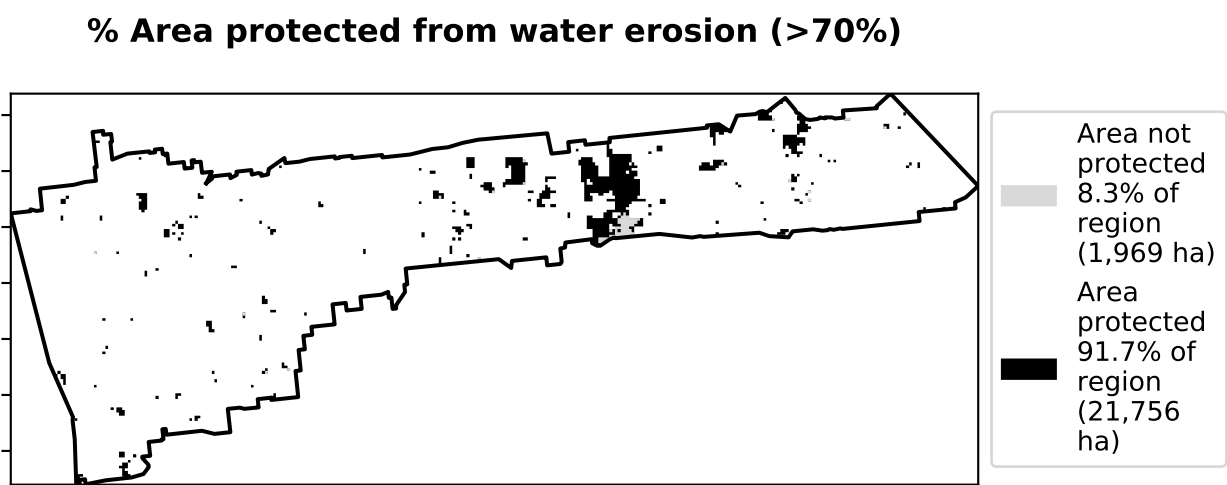 % Area protected from water erosion (>70%)
Area not
protected
8.3% of
region
(1,969 ha)
Area
protected
91.7% of
region
(21,756
ha)